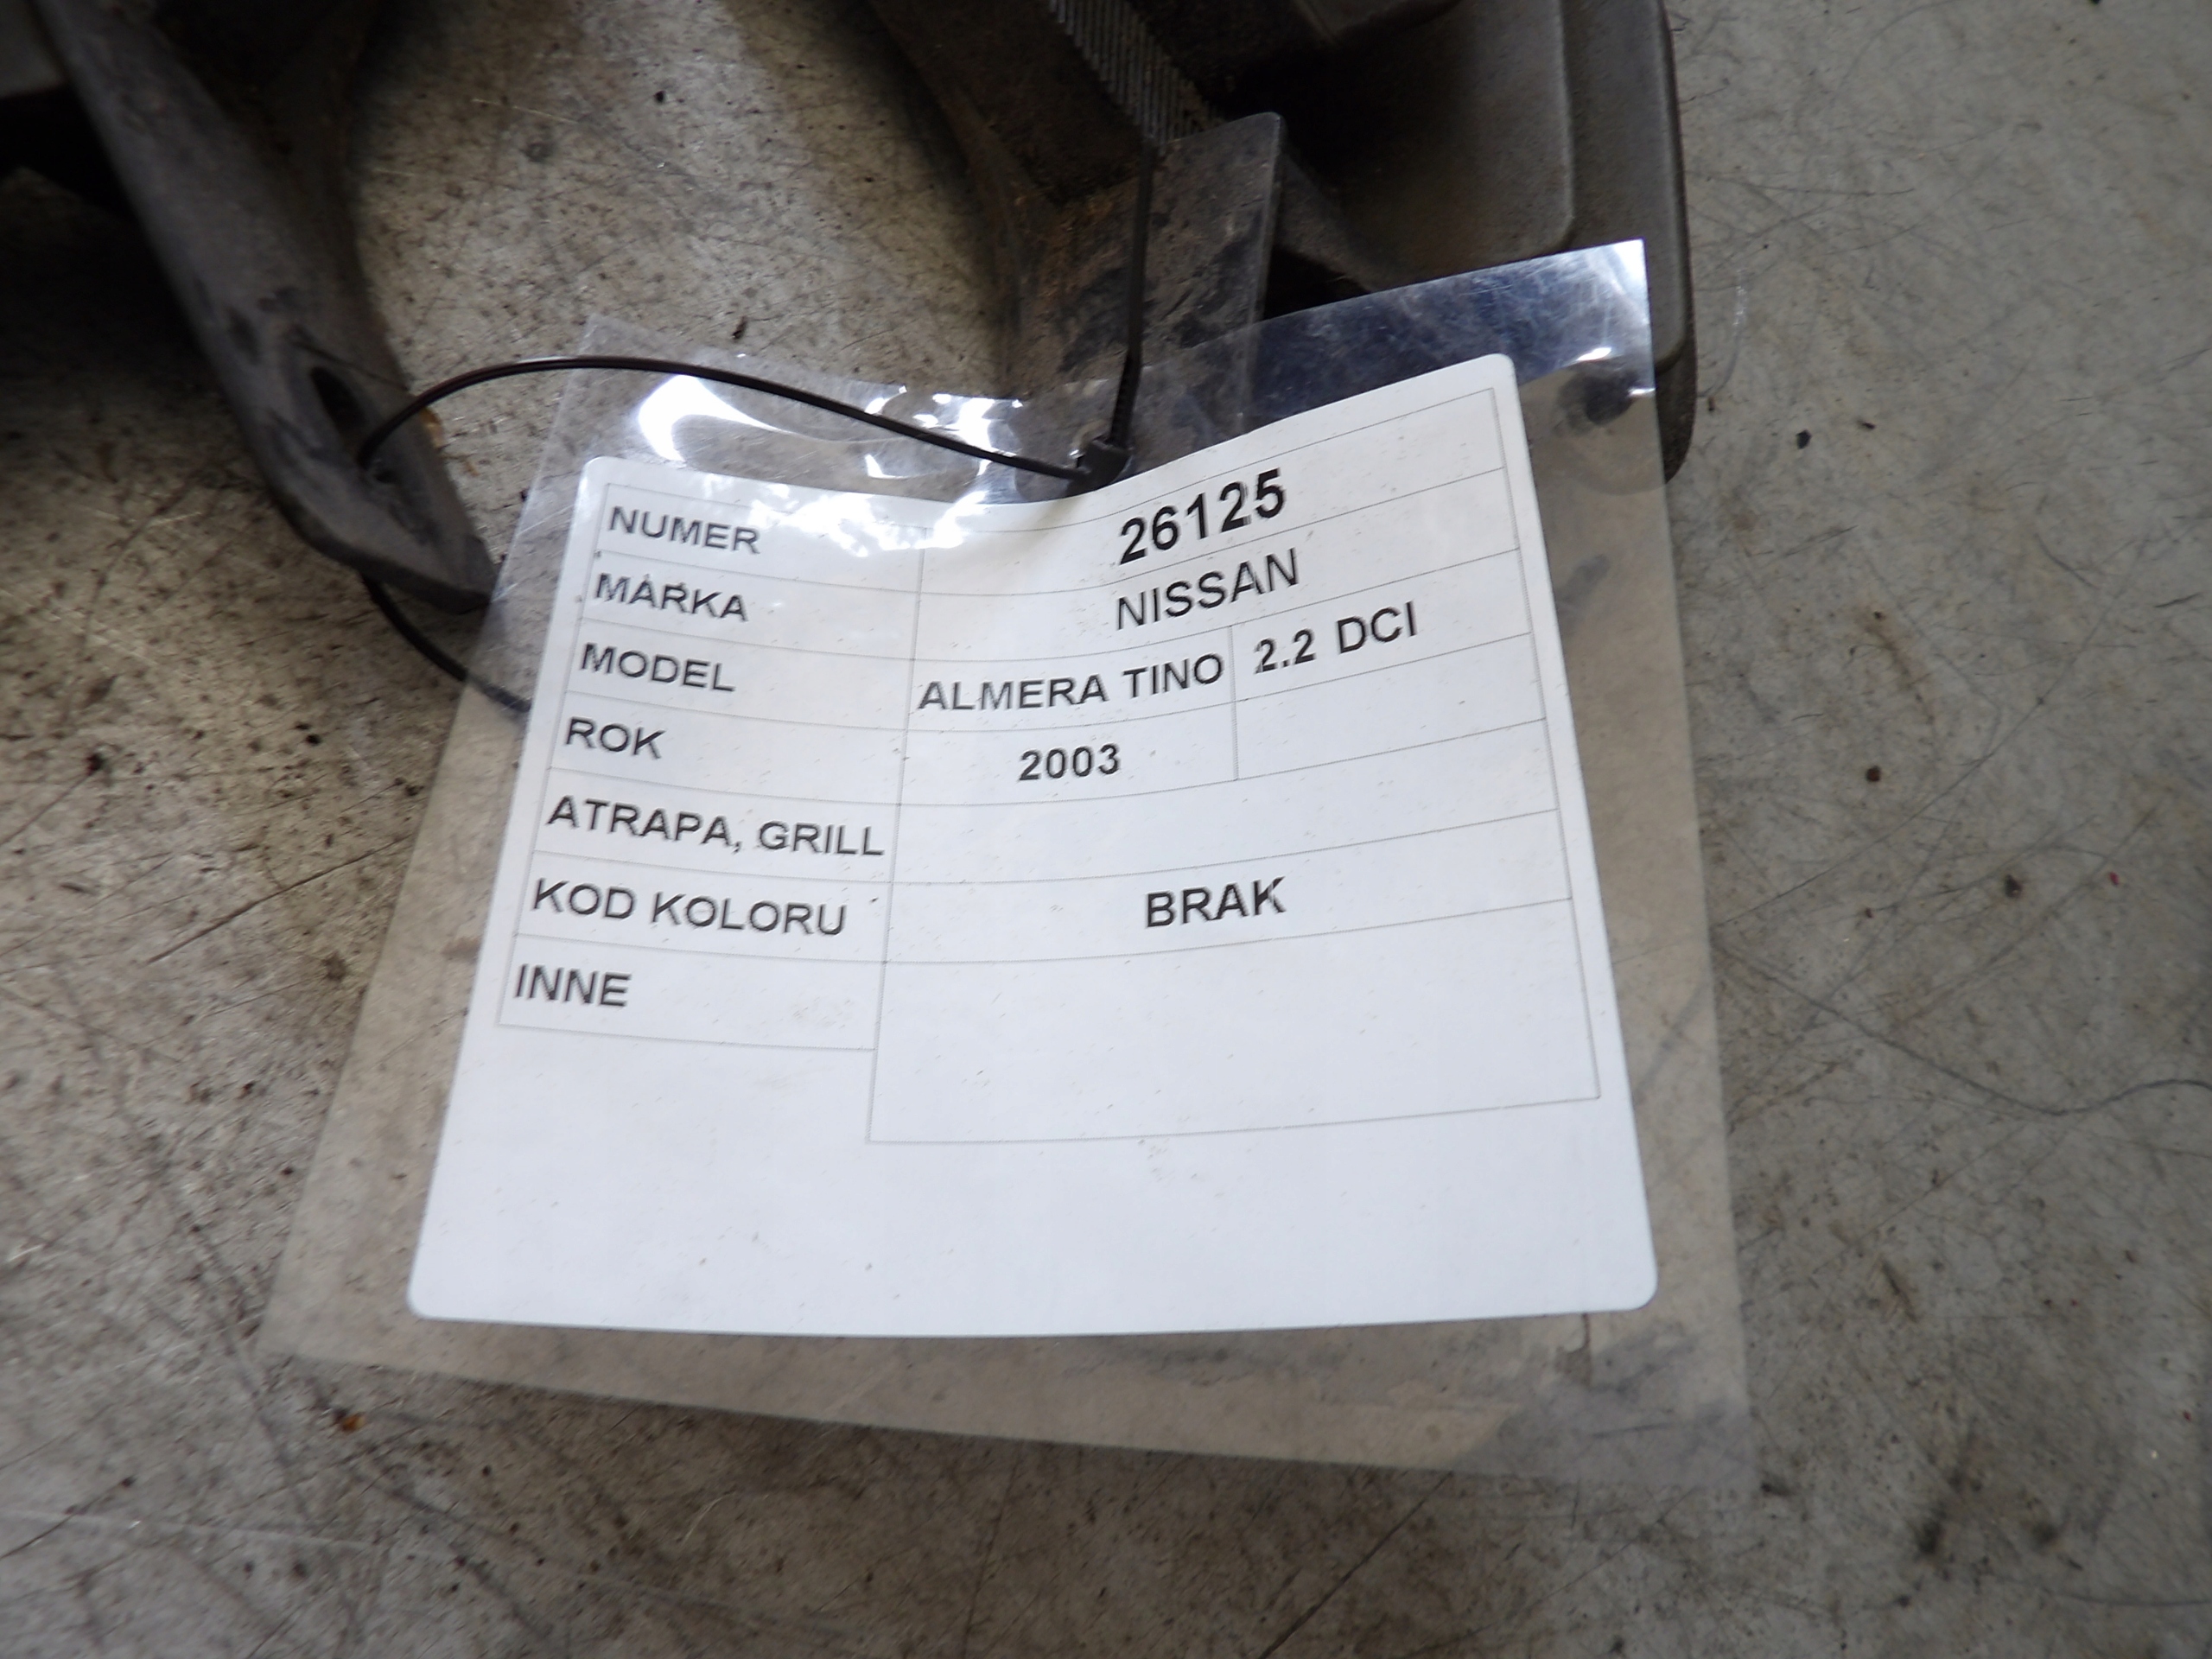 NUMER 26125
MARKA NISSAN
MODEL ALMERA TINO 2.2 DCI
ROK 2003
ATRAPA, GRILL
KOD KOLORU BRAK
INNE